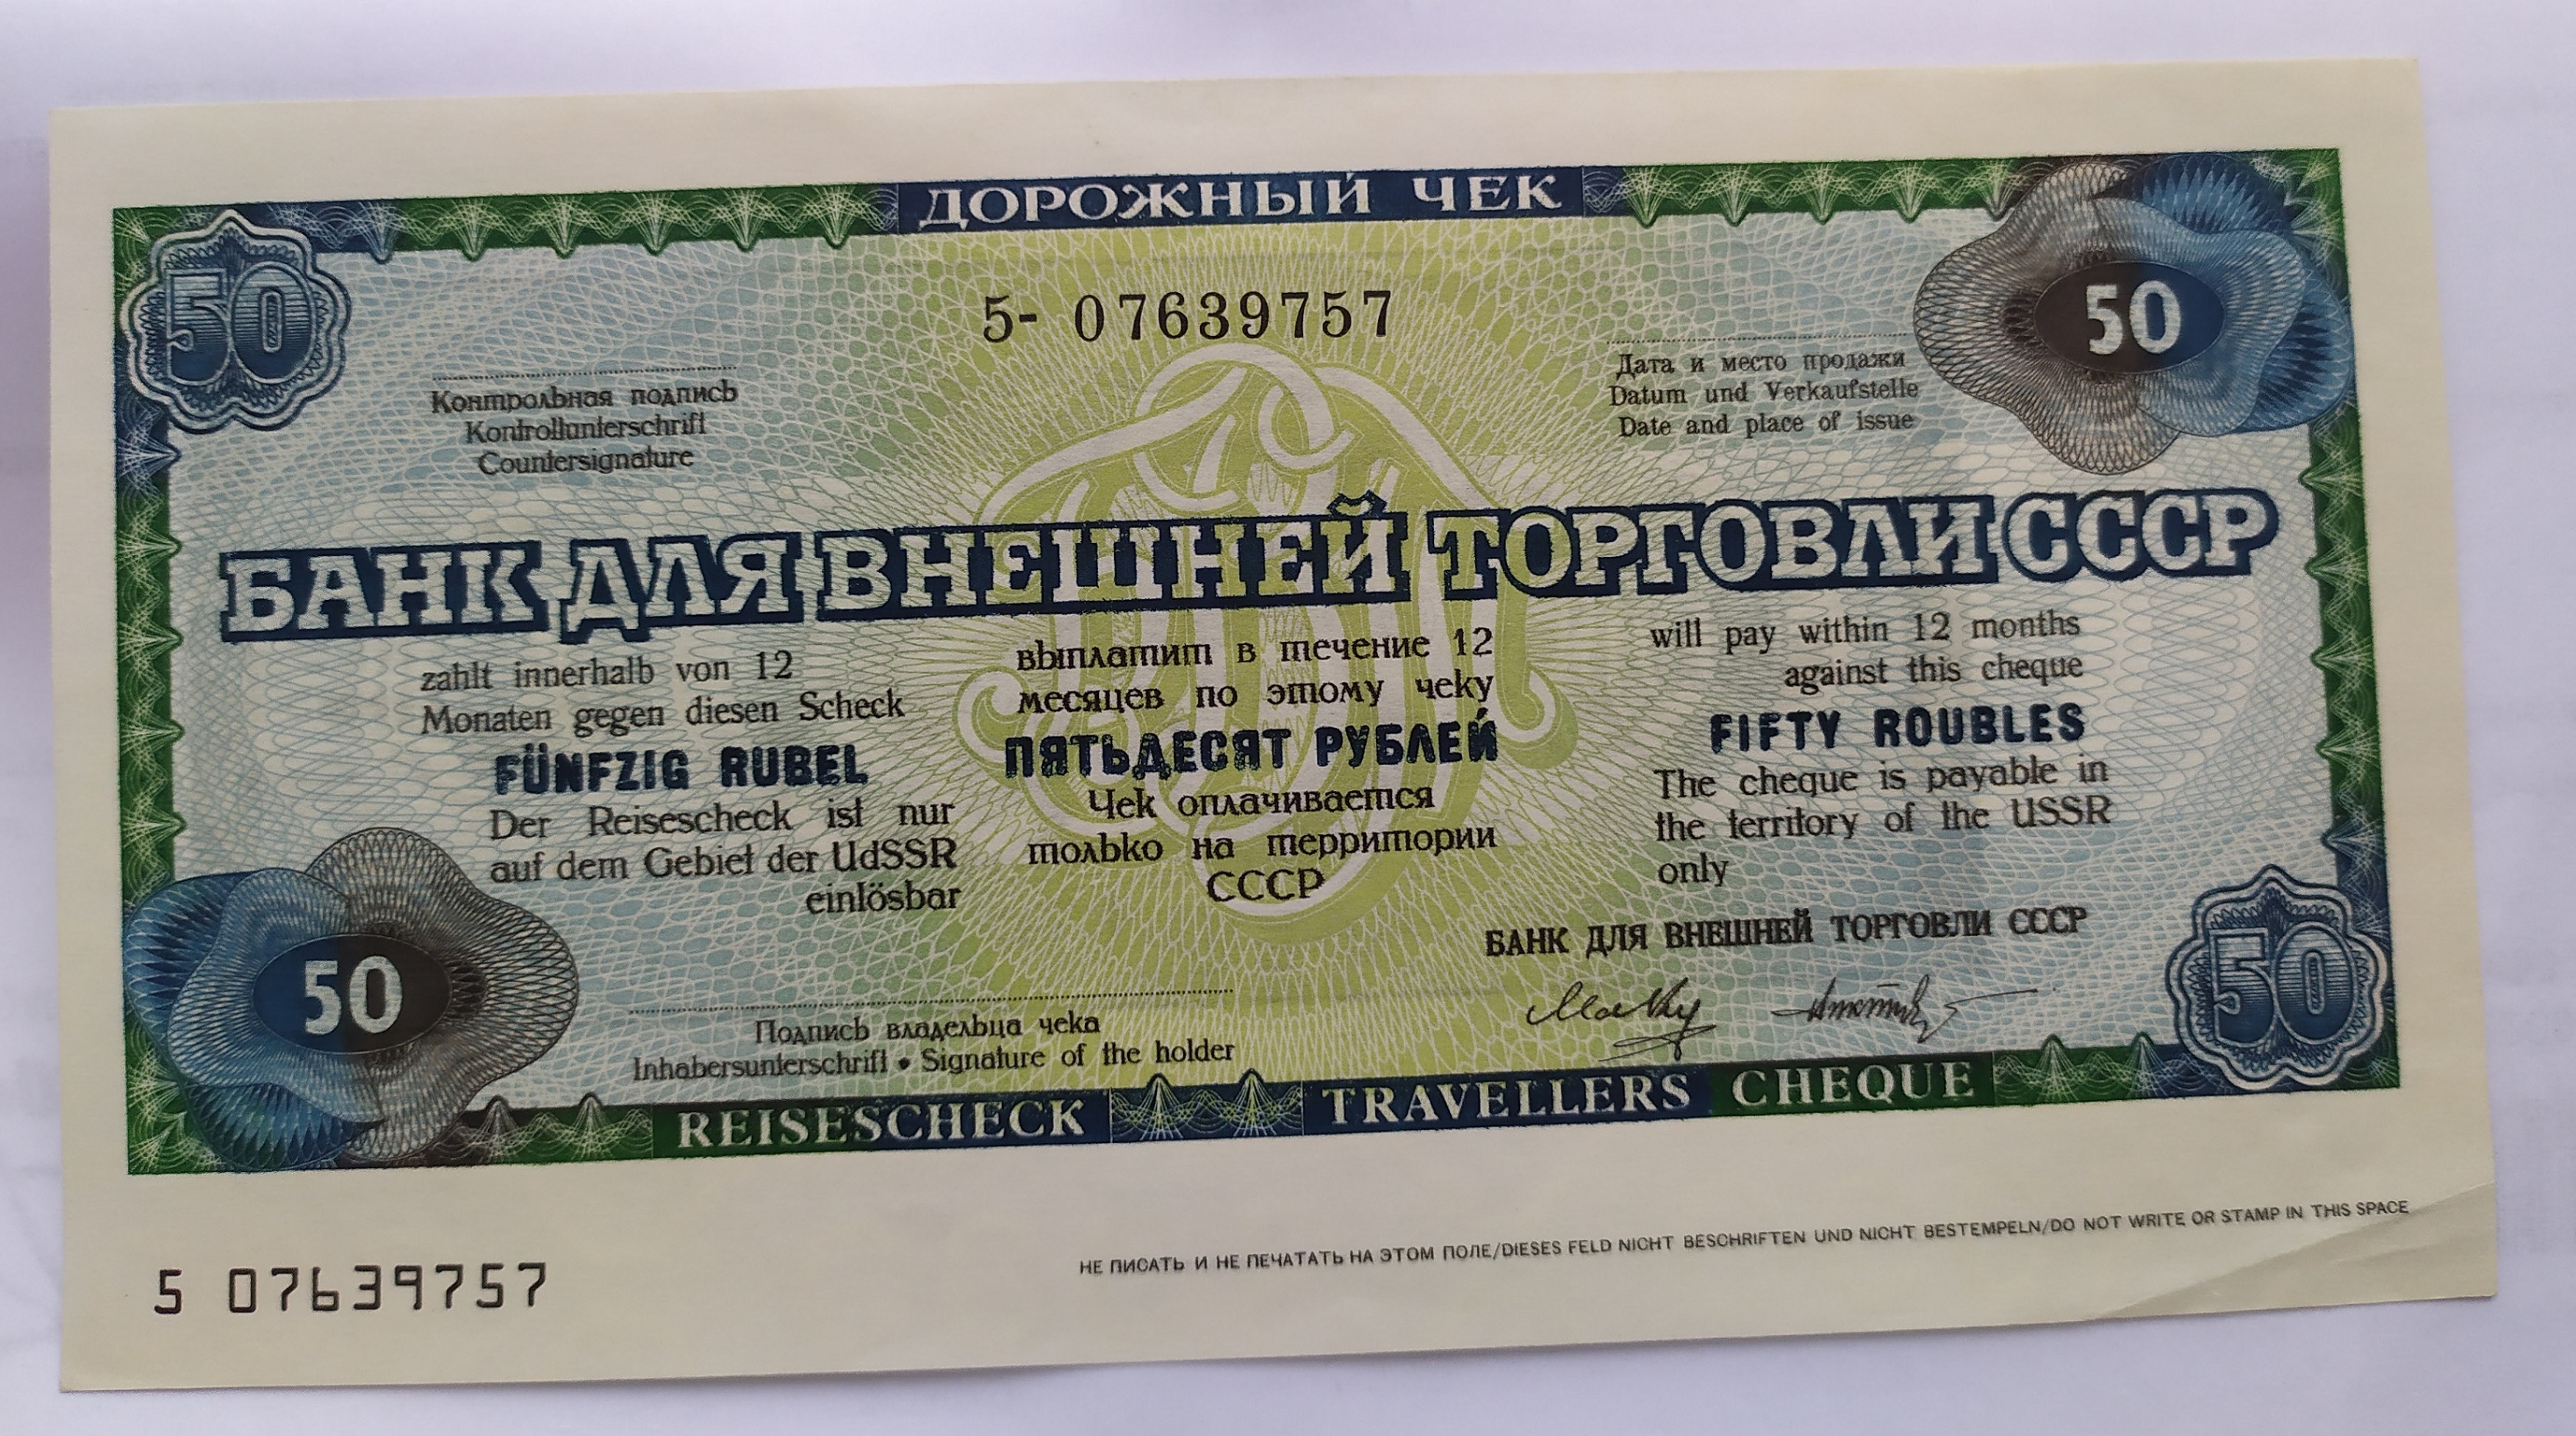 ДОРОЖНЫЙ ЧЕК
50
50
5- 07639757
Контрольная подпись
Kontrollunterschrift
Countersignature
Дата и место продажи
Datum und Verkaufstelle
Date and place of issue
БАНК ДЛЯ ВНЕШНЕЙ ТОРГОВЛИ СССР
zahlt innerhalb von 12
Monaten gegen diesen Scheck
FÜNFZIG RUBEL
Der Reisescheck ist nur
auf dem Gebiet der UdSSR
einlösbar
выплатит в течение 12
месяцев по этому чеку
ПЯТЬДЕСЯТ РУБЛЕЙ
Чек оплачивается
только на территории
СССР
will pay within 12 months
against this cheque
FIFTY ROUBLES
The cheque is payable in
the territory of the USSR
only
БАНК ДЛЯ ВНЕШНЕЙ ТОРГОВЛИ СССР
50
50
Подпись владельца чека
Inhabersunterschrift • Signature of the holder
REISESCHECK TRAVELLERS CHEQUE
НЕ ПИСАТЬ И НЕ ПЕЧАТАТЬ НА ЭТОМ ПОЛЕ/DIESES FELD NICHT BESCHRIFTEN UND NICHT BESTEMPELN/DO NOT WRITE OR STAMP IN THIS SPACE
5 07639757